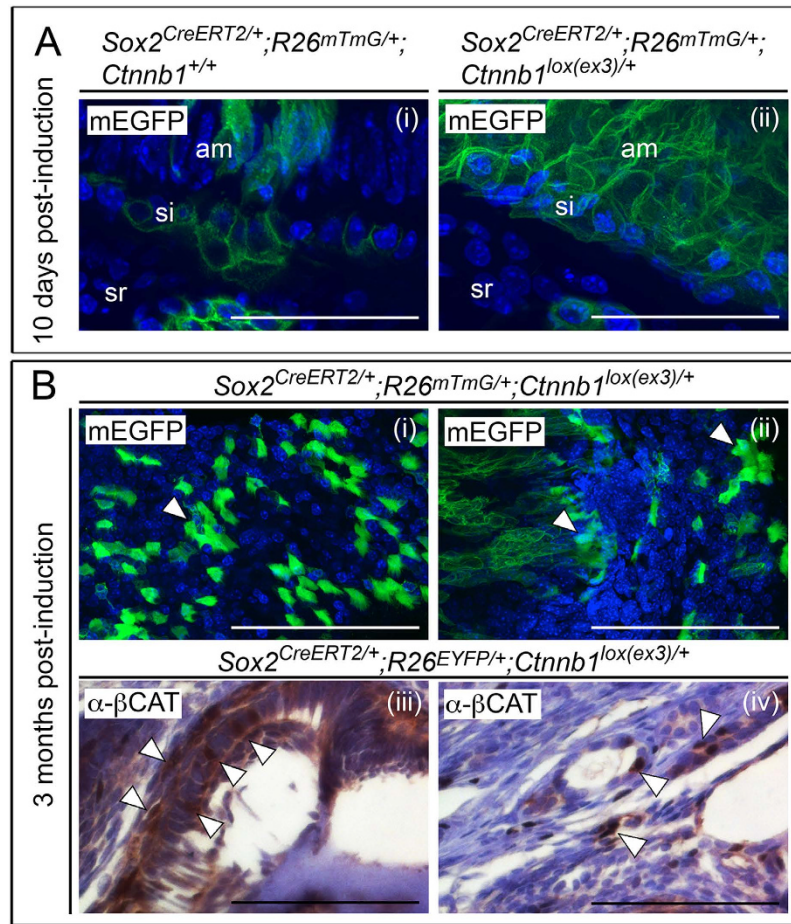 A
Sox2CreERT2/+;R26mTmG/+;
Ctnnb1+/+
Sox2CreERT2/+;R26mTmG/+;
Ctnnb1lox(ex3)/+
10 days post-induction
mEGFP
(i)
am
si
sr
mEGFP
(ii)
am
si
sr
B
Sox2CreERT2/+;R26mTmG/+;Ctnnb1lox(ex3)/+
3 months post-induction
mEGFP
(i)
mEGFP
(ii)
Sox2CreERT2/+;R26EYFP/+;Ctnnb1lox(ex3)/+
α-βCAT
(iii)
α-βCAT
(iv)